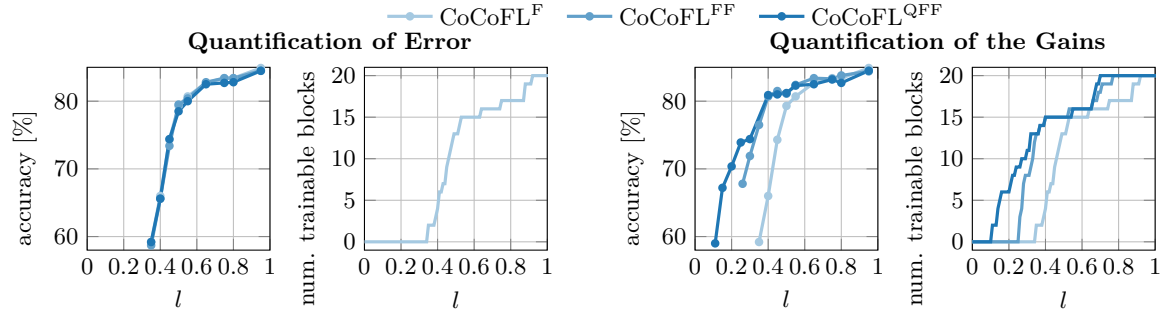 CoCoFL^F CoCoFL^FF CoCoFL^QFF
Quantification of Error
Quantification of the Gains
accuracy [%]
80
70
60
0 0.2 0.4 0.6 0.8 1
l
num. trainable blocks
20
15
10
5
0
0 0.2 0.4 0.6 0.8 1
l
accuracy [%]
80
70
60
0 0.2 0.4 0.6 0.8 1
l
num. trainable blocks
20
15
10
5
0
0 0.2 0.4 0.6 0.8 1
l